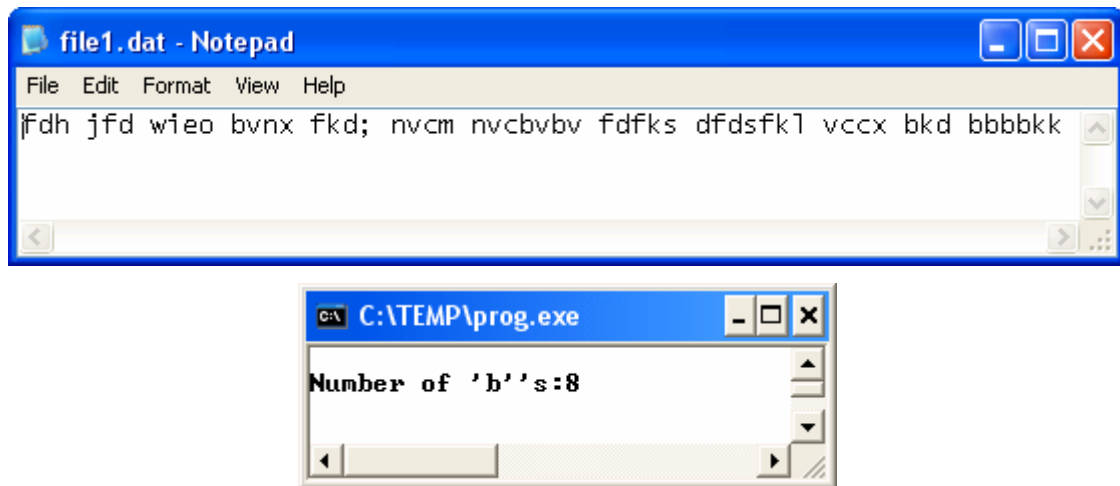 file1.dat - Notepad
File Edit Format View Help
fdh jfd wieo bvnx fkd; nvcm nvcbvbv fdfks dfdsfkl vccx bkd bbbbkk
C:\TEMP\prog.exe
Number of 'b''s:8